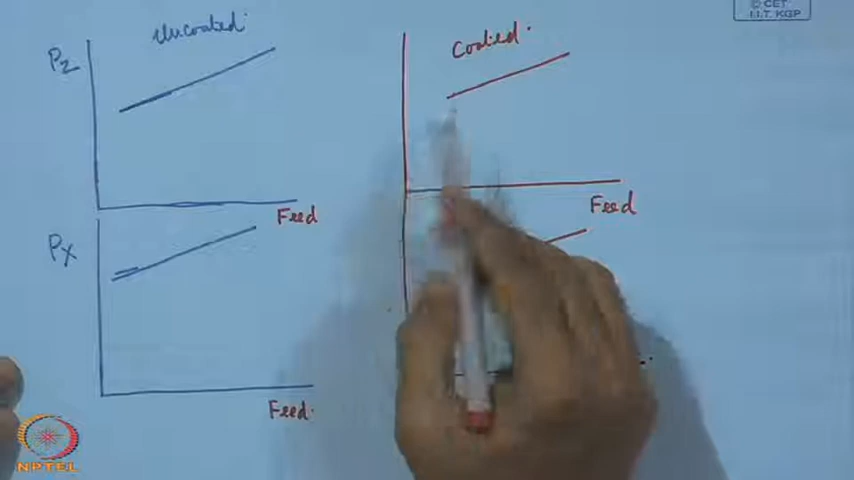 © CET
I.I.T. KGP
Uncoated
Coated
Pz
Feed
Feed
Px
Feed
NPTEL